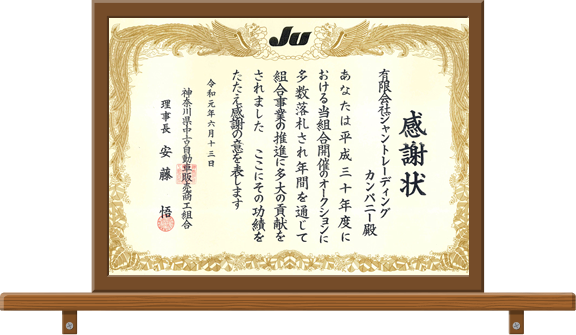 Ju
感謝状
有限会社ジャントレーディング
カンパニー殿
あなたは平成三十年度に
おける当組合開催のオークションに
多数落札され年間を通じて
組合事業の推進に多大の貢献を
されました ここにその功績を
たたえ感謝の意を表します
令和元年六月十三日
神奈川県中古自動車販売商工組合
理事長 安藤 悟